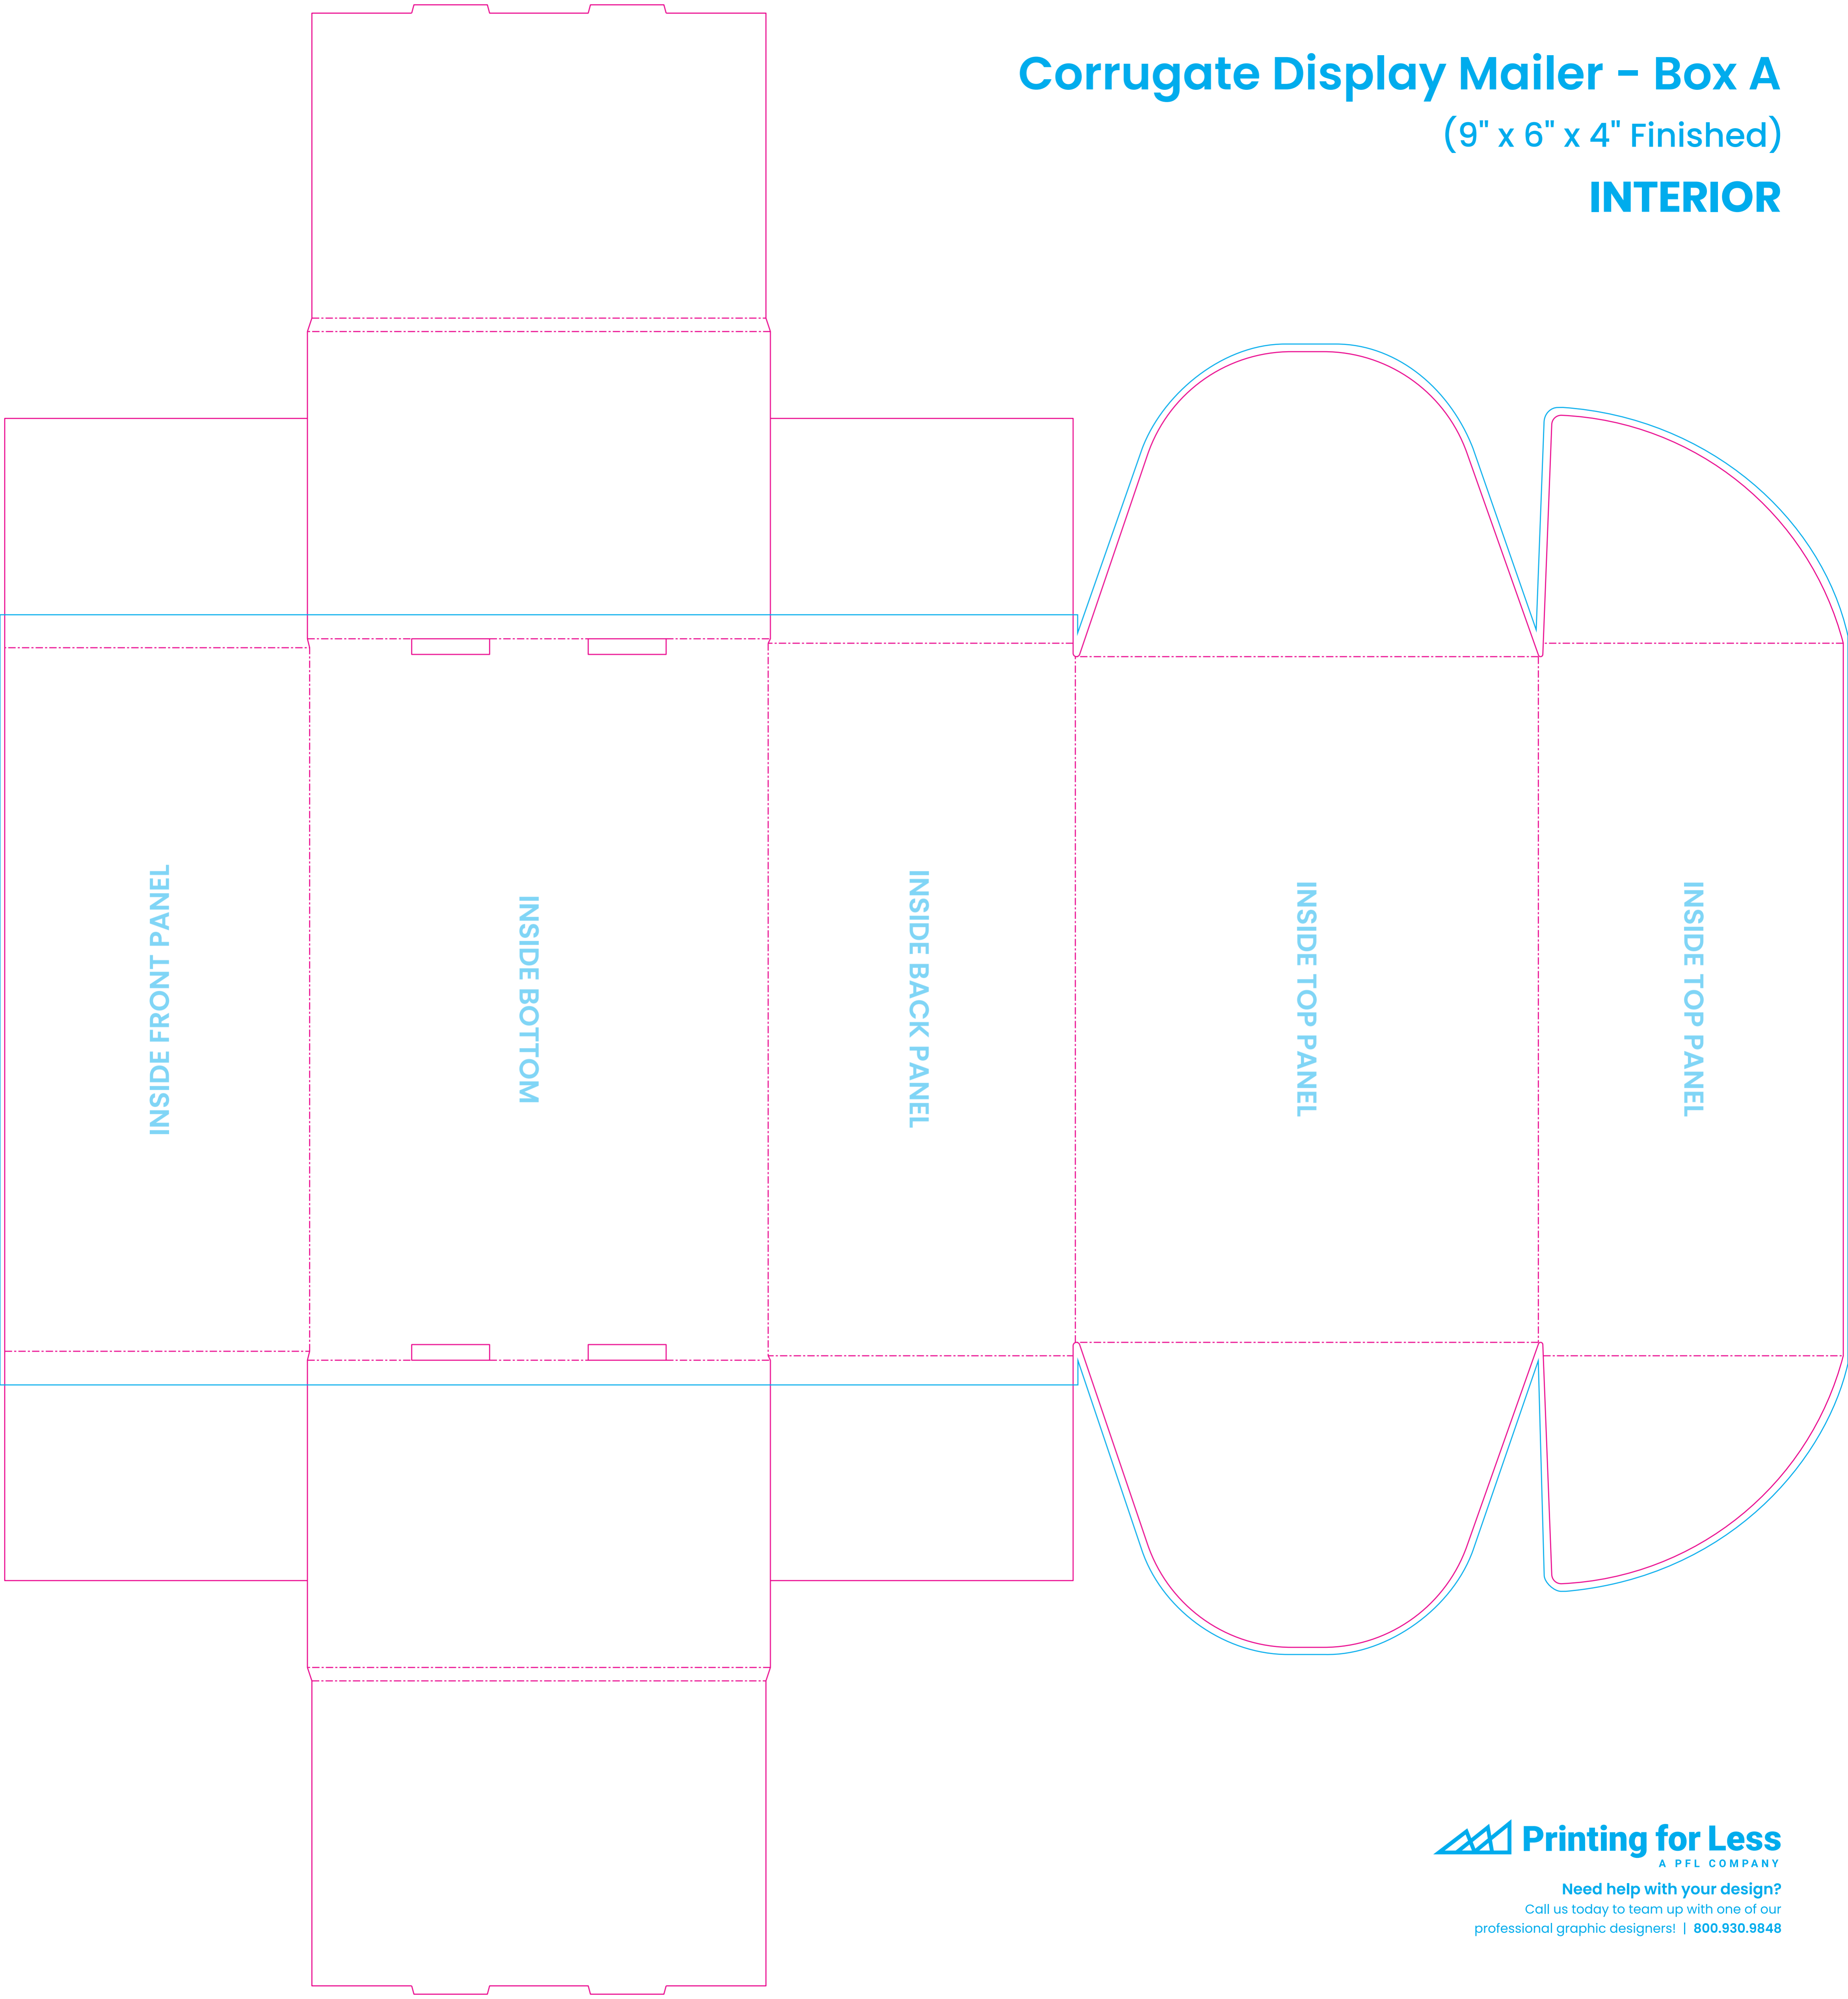 Corrugate Display Mailer - Box A
(9" x 6" x 4" Finished)
INTERIOR
INSIDE FRONT PANEL
INSIDE BOTTOM
INSIDE BACK PANEL
INSIDE TOP PANEL
INSIDE TOP PANEL
Printing for Less
A PFL COMPANY
Need help with your design?
Call us today to team up with one of our
professional graphic designers! | 800.930.9848